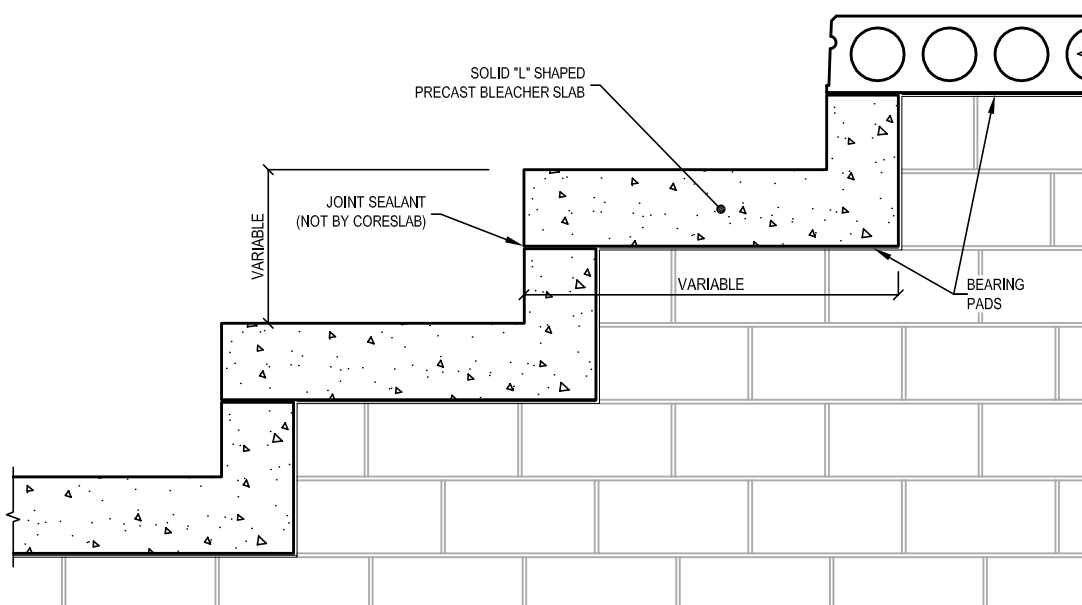 SOLID "L" SHAPED
PRECAST BLEACHER SLAB
JOINT SEALANT
(NOT BY CORESLAB)
VARIABLE
VARIABLE
BEARING
PADS